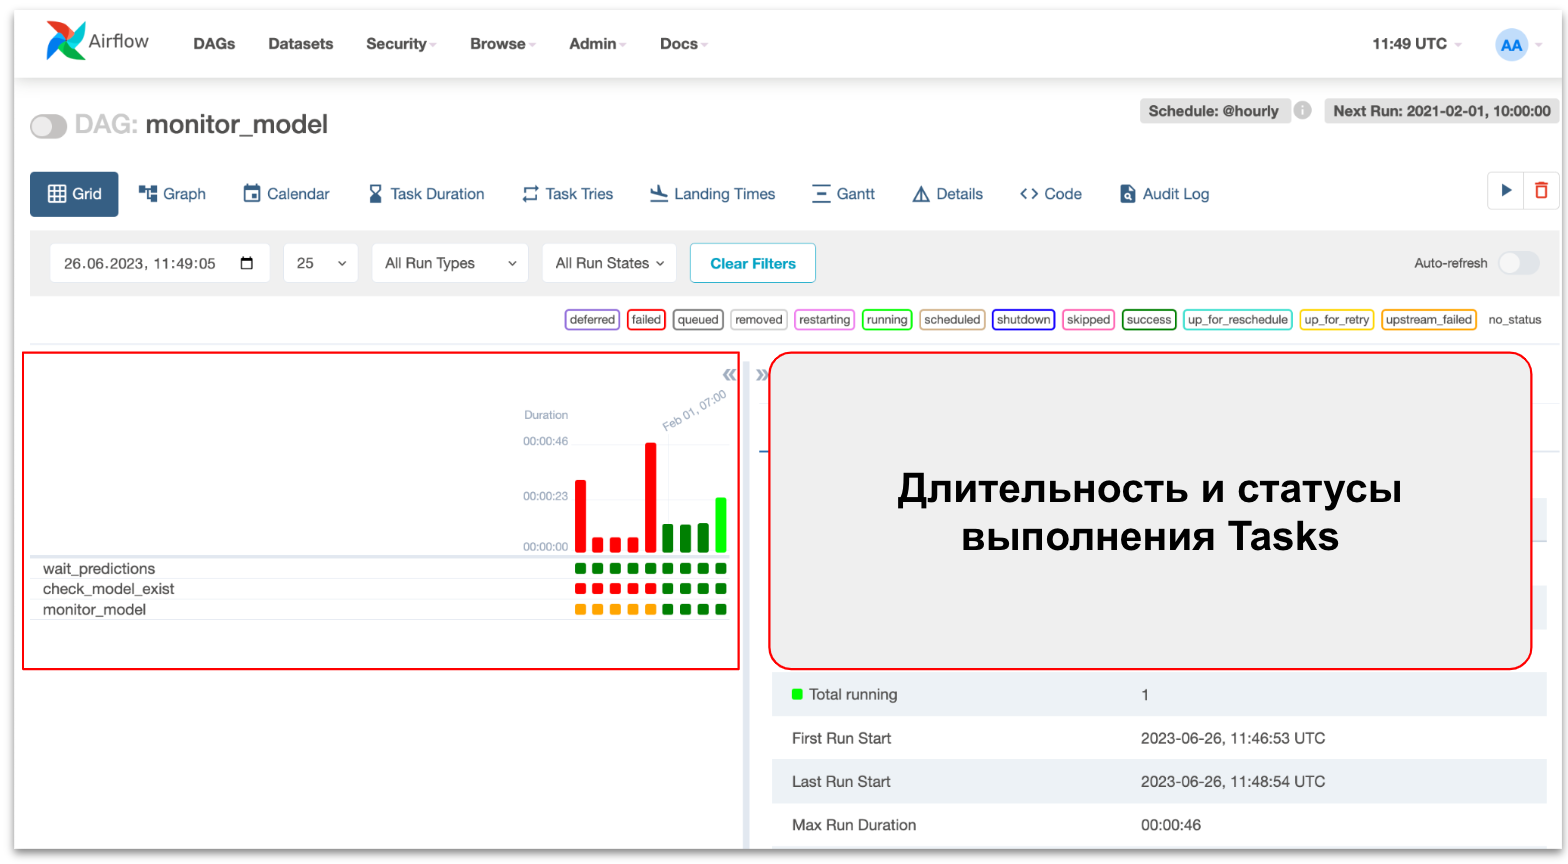 Airflow DAGs Datasets Security Browse Admin Docs 11:49 UTC AA
Schedule: @hourly i Next Run: 2021-02-01, 10:00:00
DAG: monitor_model
Grid Graph Calendar Task Duration Task Tries Landing Times Gantt Details Code Audit Log
26.06.2023, 11:49:05 25 All Run Types All Run States Clear Filters Auto-refresh
deferred failed queued removed restarting running scheduled shutdown skipped success up_for_reschedule up_for_retry upstream_failed no_status
Feb 01, 07:00
Duration
00:00:46
00:00:23
00:00:00
wait_predictions
check_model_exist
monitor_model
Длительность и статусы
выполнения Tasks
Total running 1
First Run Start 2023-06-26, 11:46:53 UTC
Last Run Start 2023-06-26, 11:48:54 UTC
Max Run Duration 00:00:46